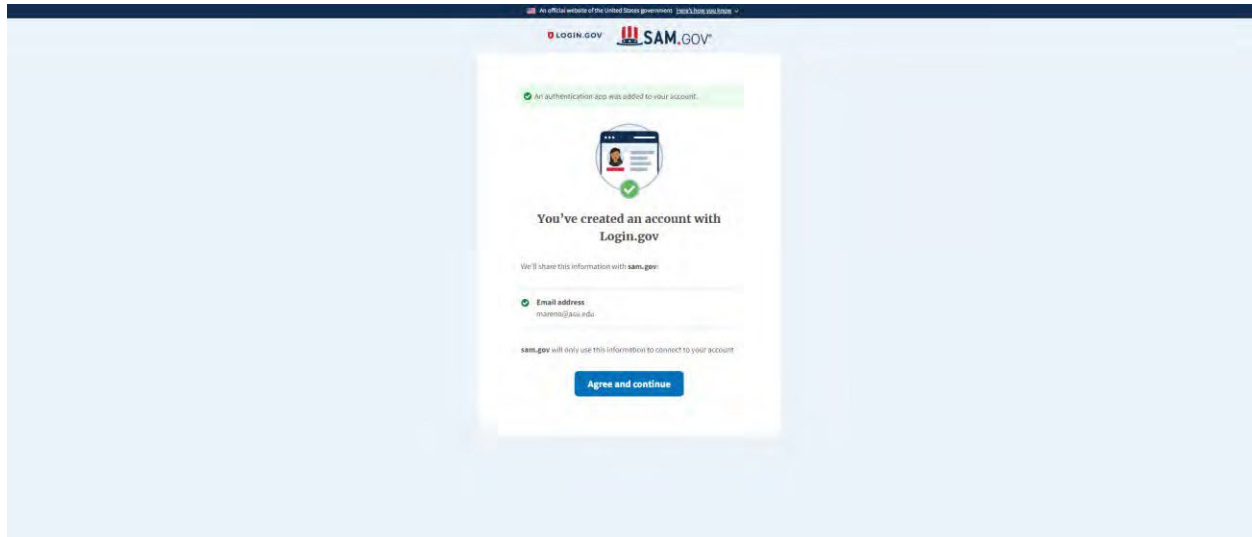 An official website of the United States government Here's how you know
LOGIN.GOV SAM.GOV®
An authentication app was added to your account.
You've created an account with
Login.gov
We'll share this information with sam.gov:
Email address
mareno@asu.edu
sam.gov will only use this information to connect to your account
Agree and continue